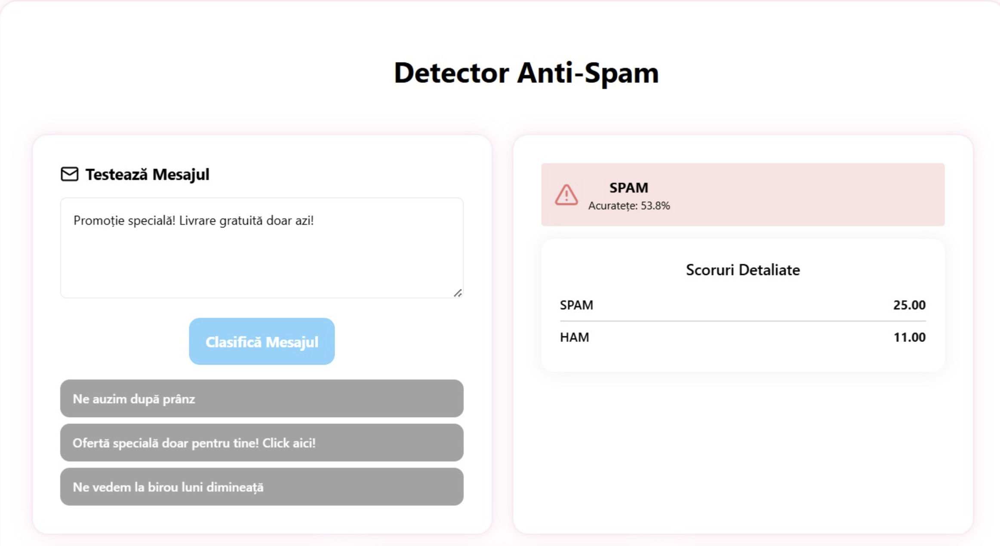 Detector Anti-Spam
Testează Mesajul
Promoție specială! Livrare gratuită doar azi!
Clasifică Mesajul
Ne auzim după prânz
Ofertă specială doar pentru tine! Click aici!
Ne vedem la birou luni dimineață
SPAM
Acuratețe: 53.8%
Scoruri Detaliate
SPAM 25.00
HAM 11.00